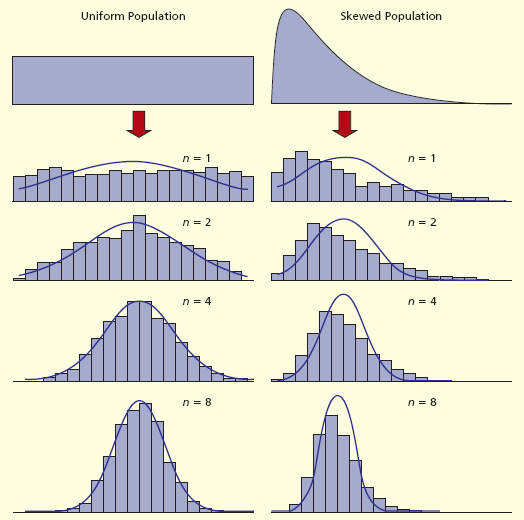 Uniform Population
Skewed Population
n = 1
n = 1
n = 2
n = 2
n = 4
n = 4
n = 8
n = 8